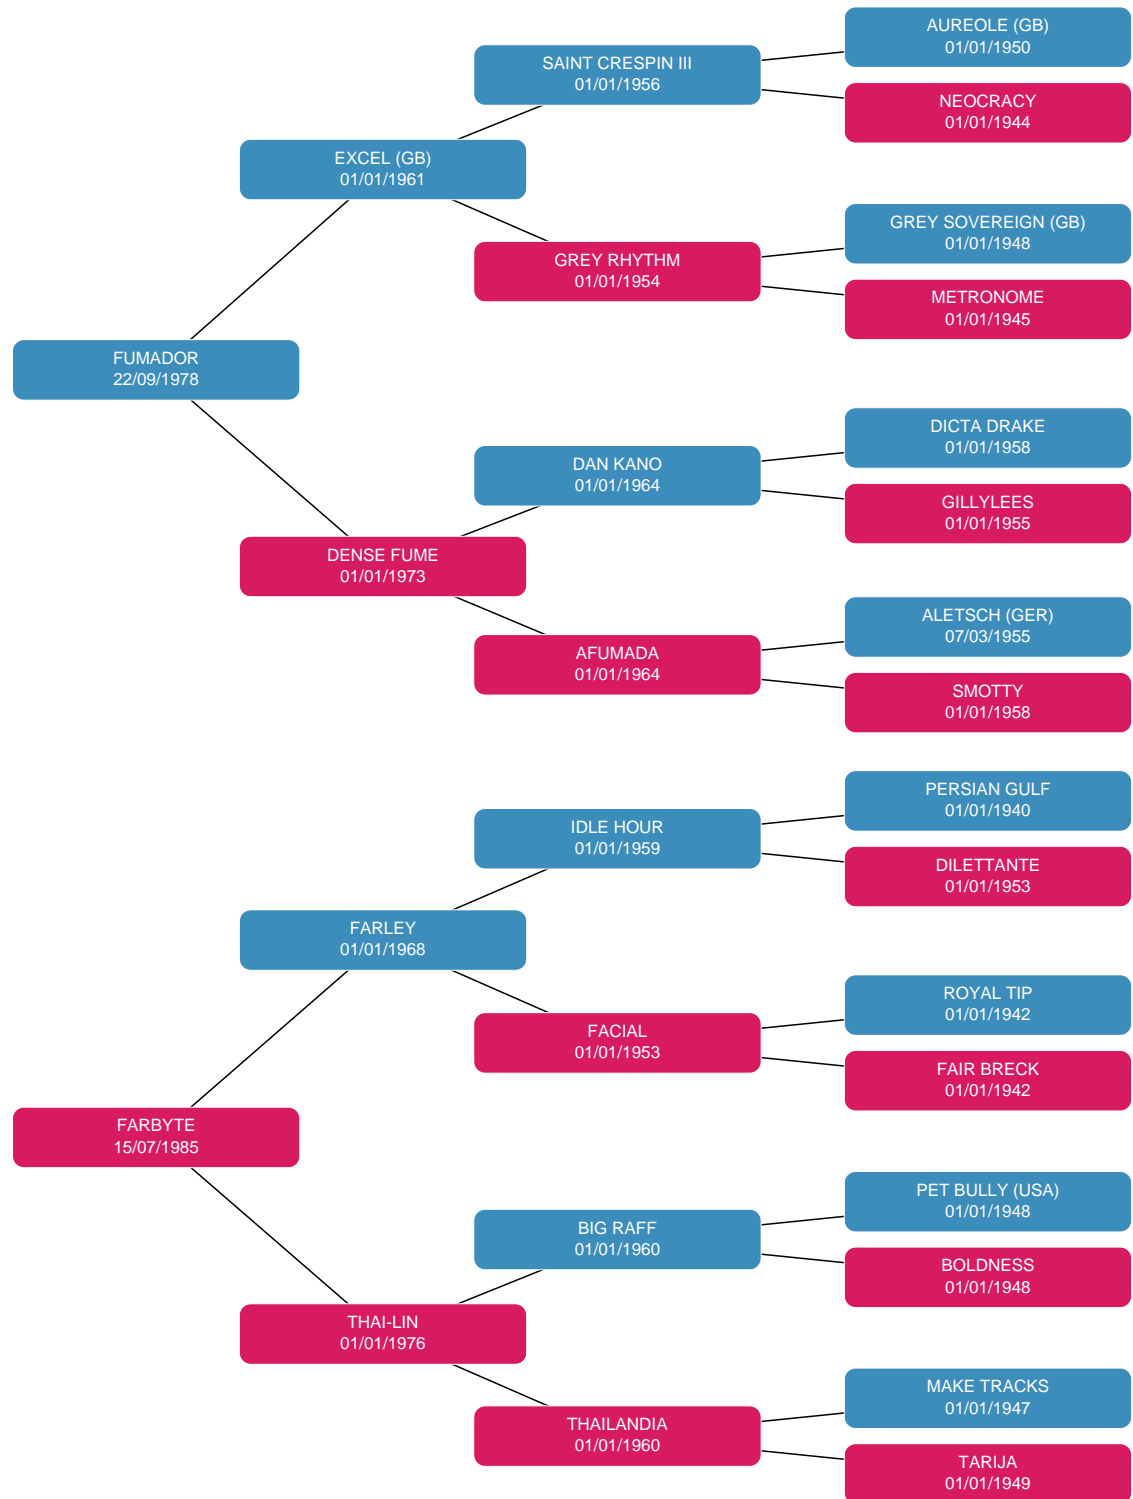 AUREOLE (GB)
01/01/1950
SAINT CRESPIN III
01/01/1956
NEOCRACY
01/01/1944
EXCEL (GB)
01/01/1961
GREY SOVEREIGN (GB)
01/01/1948
GREY RHYTHM
01/01/1954
METRONOME
01/01/1945
FUMADOR
22/09/1978
DICTA DRAKE
01/01/1958
DAN KANO
01/01/1964
GILLYLEES
01/01/1955
DENSE FUME
01/01/1973
ALETSCH (GER)
07/03/1955
AFUMADA
01/01/1964
SMOTTY
01/01/1958
PERSIAN GULF
01/01/1940
IDLE HOUR
01/01/1959
DILETTANTE
01/01/1953
FARLEY
01/01/1968
ROYAL TIP
01/01/1942
FACIAL
01/01/1953
FAIR BRECK
01/01/1942
FARBYTE
15/07/1985
PET BULLY (USA)
01/01/1948
BIG RAFF
01/01/1960
BOLDNESS
01/01/1948
THAI-LIN
01/01/1976
MAKE TRACKS
01/01/1947
THAILANDIA
01/01/1960
TARIJA
01/01/1949